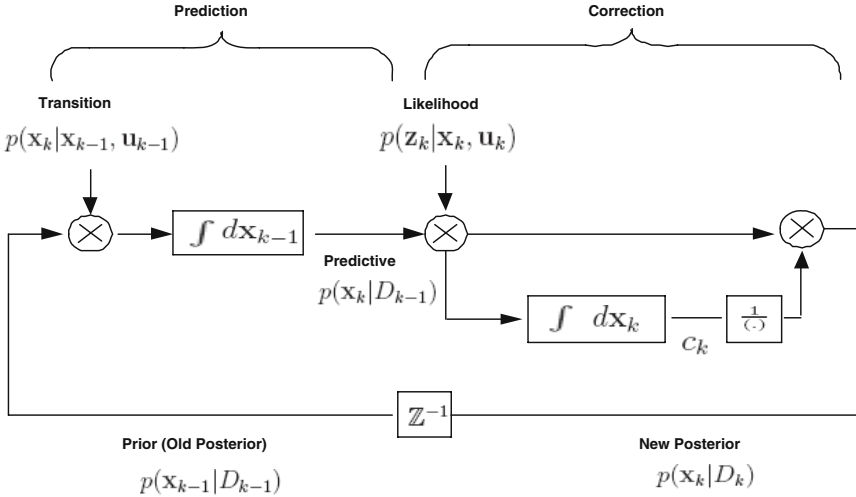 Prediction
Correction
Transition
Likelihood
p(x_k|x_{k-1}, u_{k-1})
p(z_k|x_k, u_k)
∫ dx_{k-1}
Predictive
p(x_k|D_{k-1})
∫ dx_k
c_k
1/(.)
ℤ^{-1}
Prior (Old Posterior)
New Posterior
p(x_{k-1}|D_{k-1})
p(x_k|D_k)